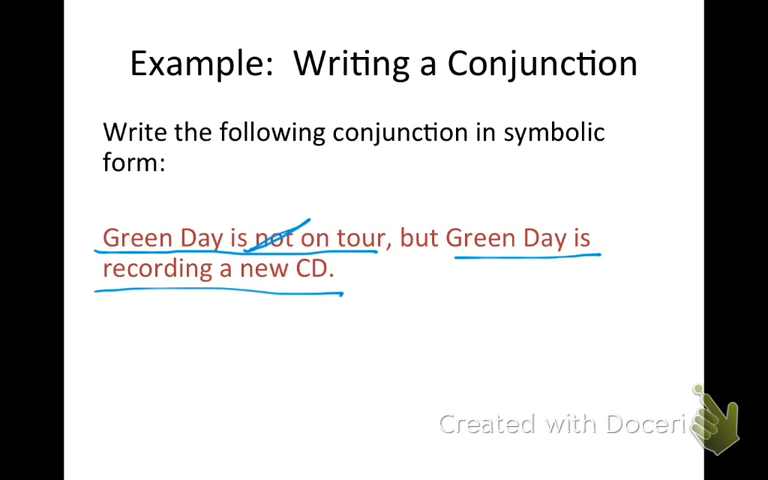 Example: Writing a Conjunction
Write the following conjunction in symbolic
form:
Green Day is not on tour, but Green Day is
recording a new CD.
Created with Doceri